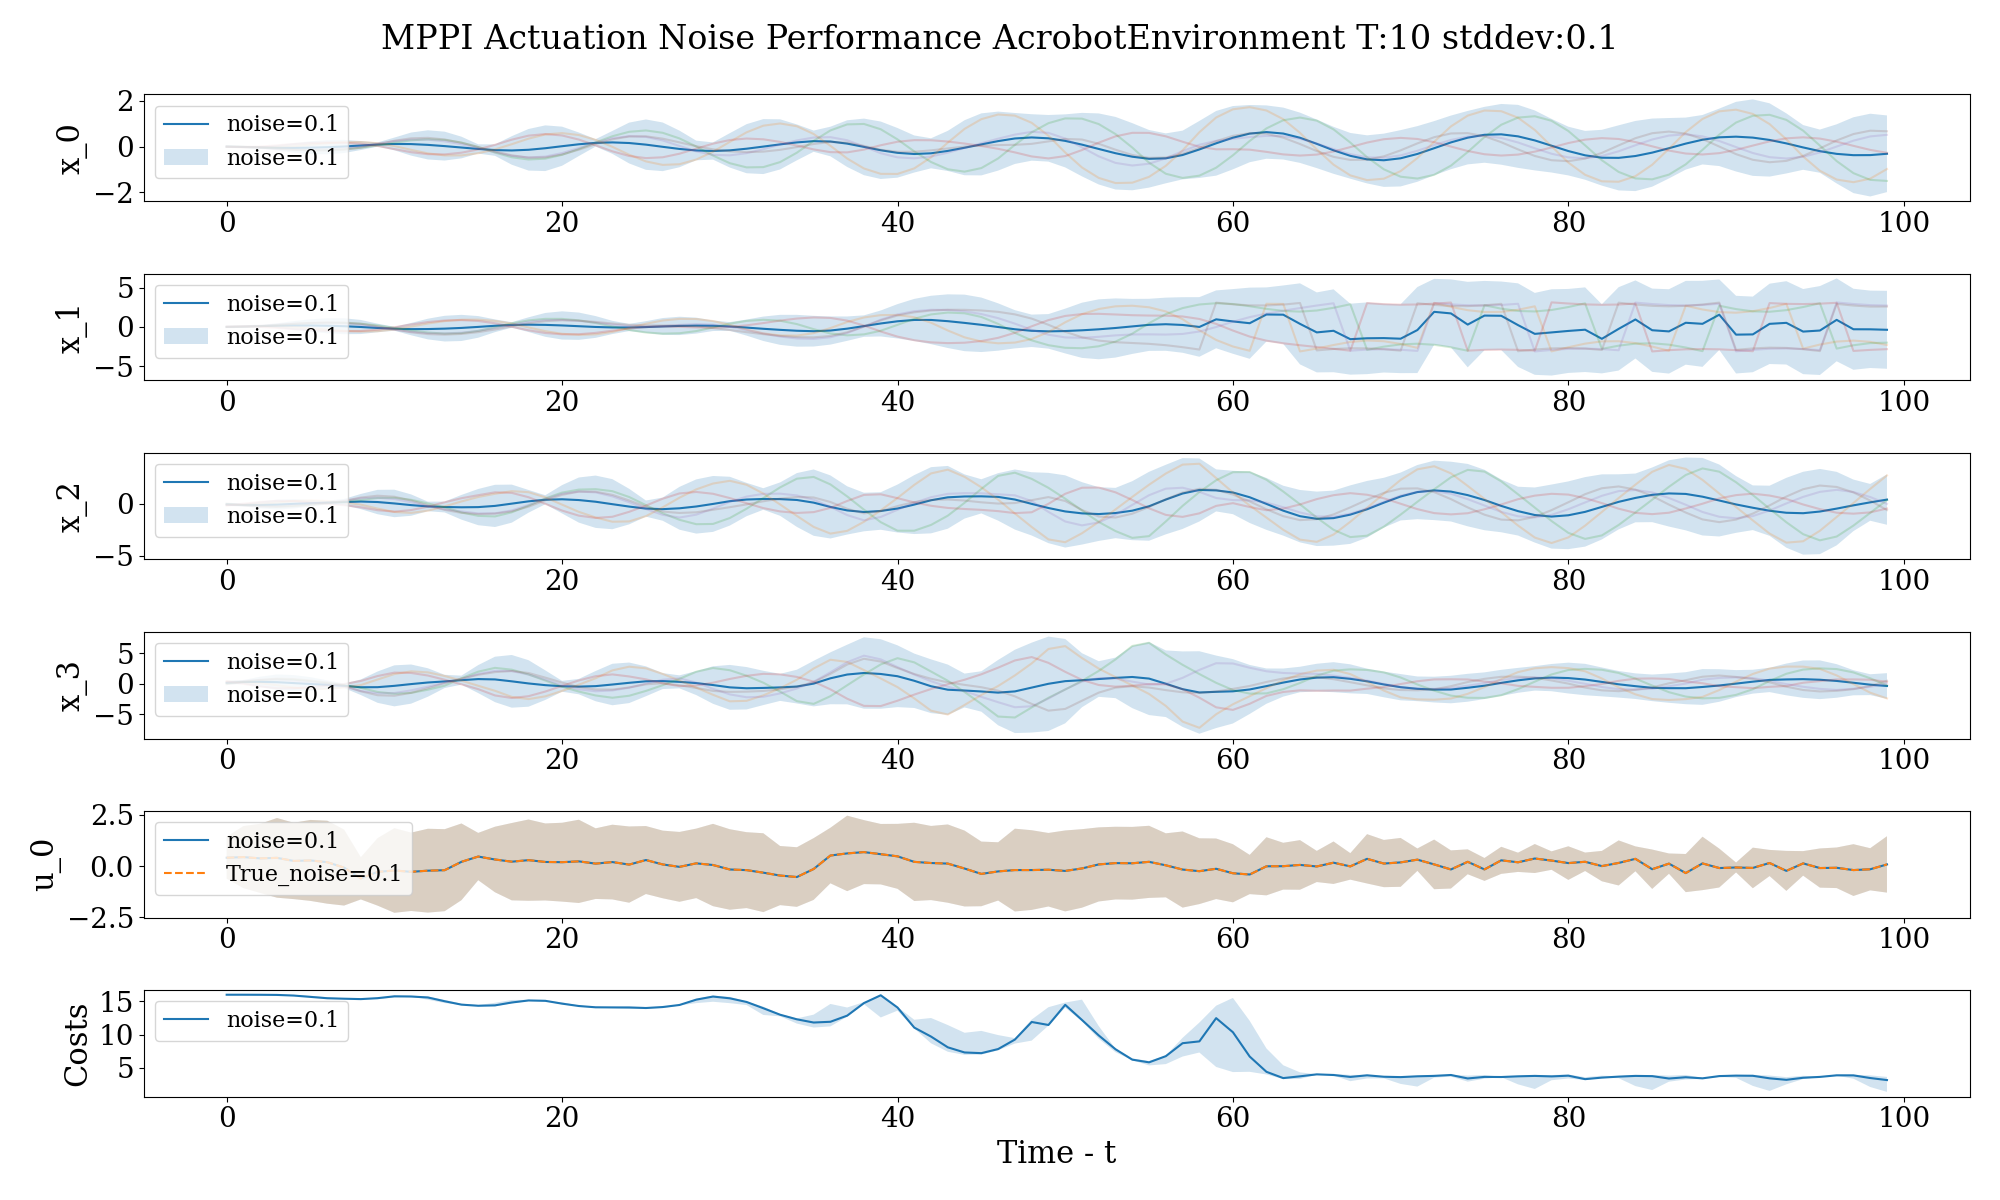 MPPI Actuation Noise Performance AcrobotEnvironment T:10 stddev:0.1
x_0
2
0
−2
noise=0.1
noise=0.1
0 20 40 60 80 100
x_1
5
0
−5
noise=0.1
noise=0.1
0 20 40 60 80 100
x_2
0
−5
noise=0.1
noise=0.1
0 20 40 60 80 100
x_3
5
0
−5
noise=0.1
noise=0.1
0 20 40 60 80 100
u_0
2.5
0.0
−2.5
noise=0.1
True_noise=0.1
0 20 40 60 80 100
Costs
15
10
5
noise=0.1
0 20 40 60 80 100
Time - t